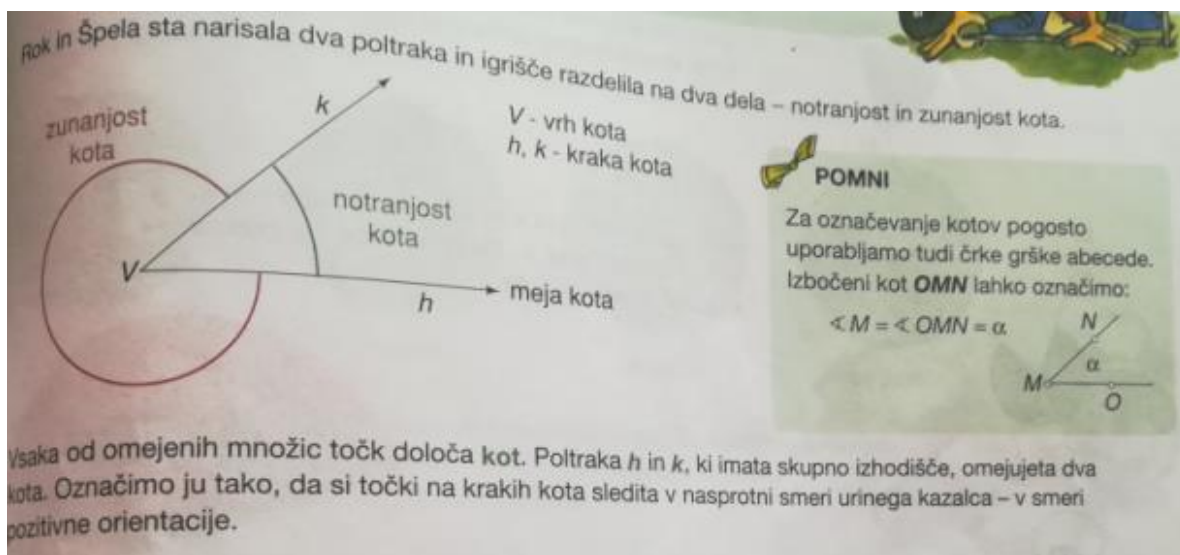 Rok in Špela sta narisala dva poltraka in igrišče razdelila na dva dela – notranjost in zunanjost kota.
zunanjost
kota
k
V - vrh kota
h, k - kraka kota
notranjost
kota
V
h
meja kota
POMNI
Za označevanje kotov pogosto
uporabljamo tudi črke grške abecede.
Izbočeni kot OMN lahko označimo:
∢ M = ∢ OMN = α
N
α
M
O
Vsaka od omejenih množic točk določa kot. Poltraka h in k, ki imata skupno izhodišče, omejujeta dva
kota. Označimo ju tako, da si točki na krakih kota sledita v nasprotni smeri urinega kazalca – v smeri
pozitivne orientacije.